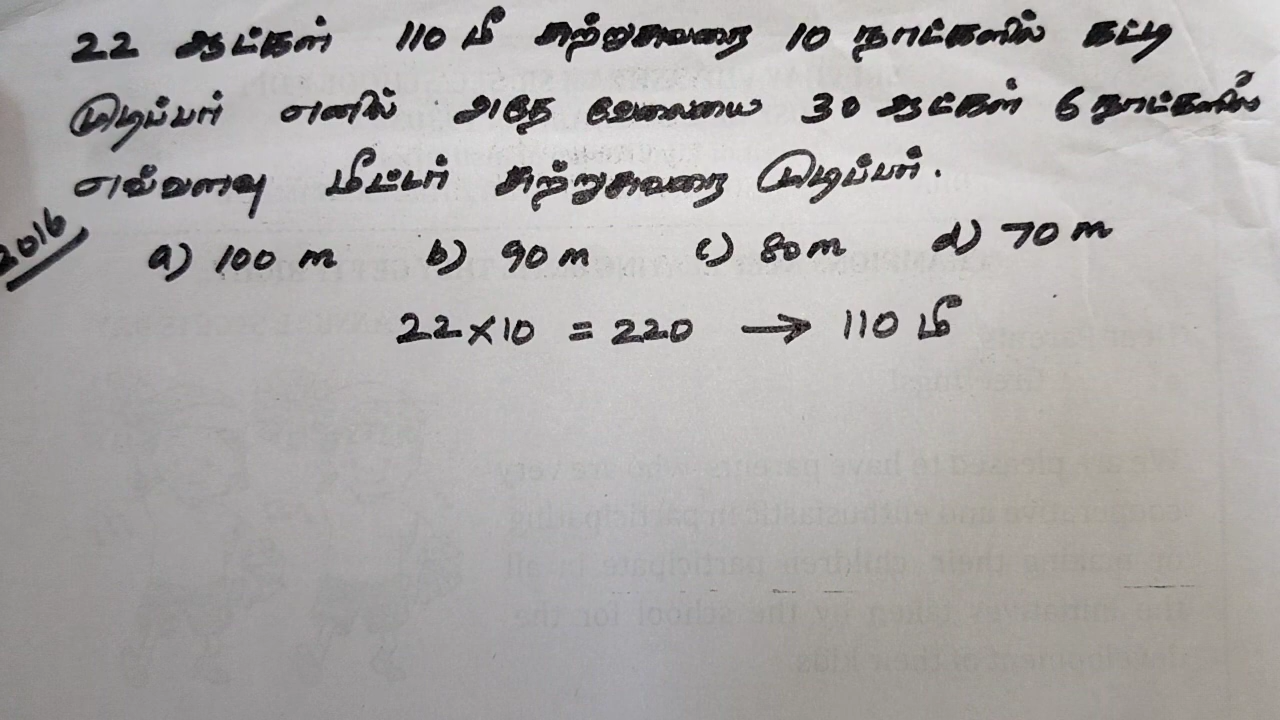 22 ஆட்கள் 110 மீ சுற்றுசுவரை 10 நாட்களில் கட்டி
முடிப்பர் எனில் அதே வேலையை 30 ஆட்கள் 6 நாட்களில்
எவ்வளவு மீட்டர் சுற்றுசுவரை முடிப்பர்.
2016
a) 100 m b) 90 m c) 80 m d) 70 m
22 × 10 = 220 → 110 மீ